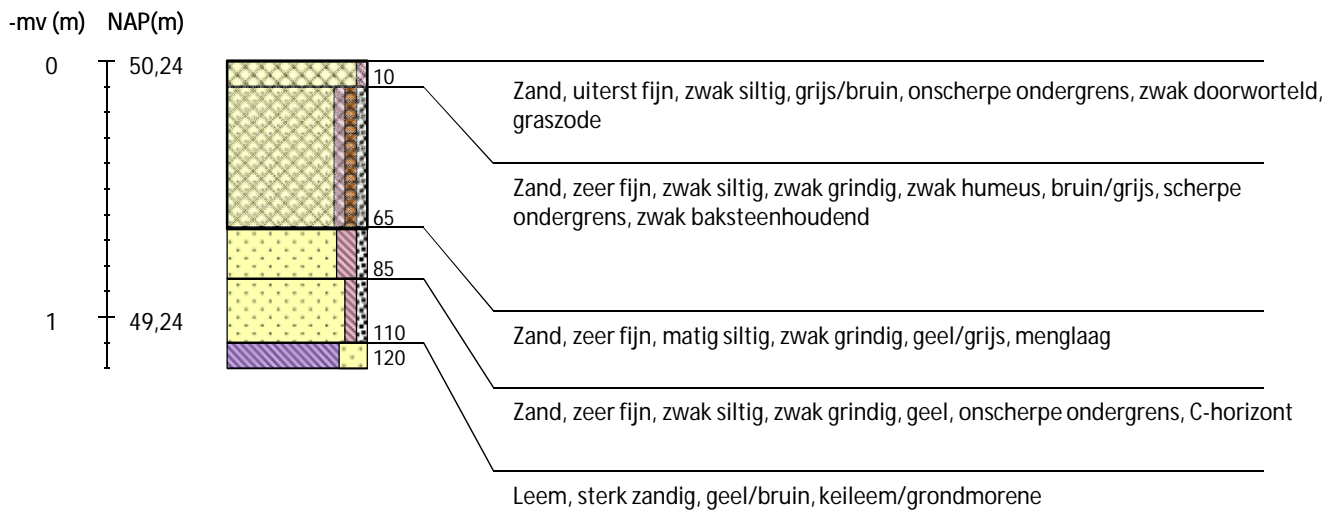 -mv (m) NAP(m)
0 50,24
10
Zand, uiterst fijn, zwak siltig, grijs/bruin, onscherpe ondergrens, zwak doorworteld,
graszode
Zand, zeer fijn, zwak siltig, zwak grindig, zwak humeus, bruin/grijs, scherpe
ondergrens, zwak baksteenhoudend
65
85
1 49,24
110
Zand, zeer fijn, matig siltig, zwak grindig, geel/grijs, menglaag
120
Zand, zeer fijn, zwak siltig, zwak grindig, geel, onscherpe ondergrens, C-horizont
Leem, sterk zandig, geel/bruin, keileem/grondmorene